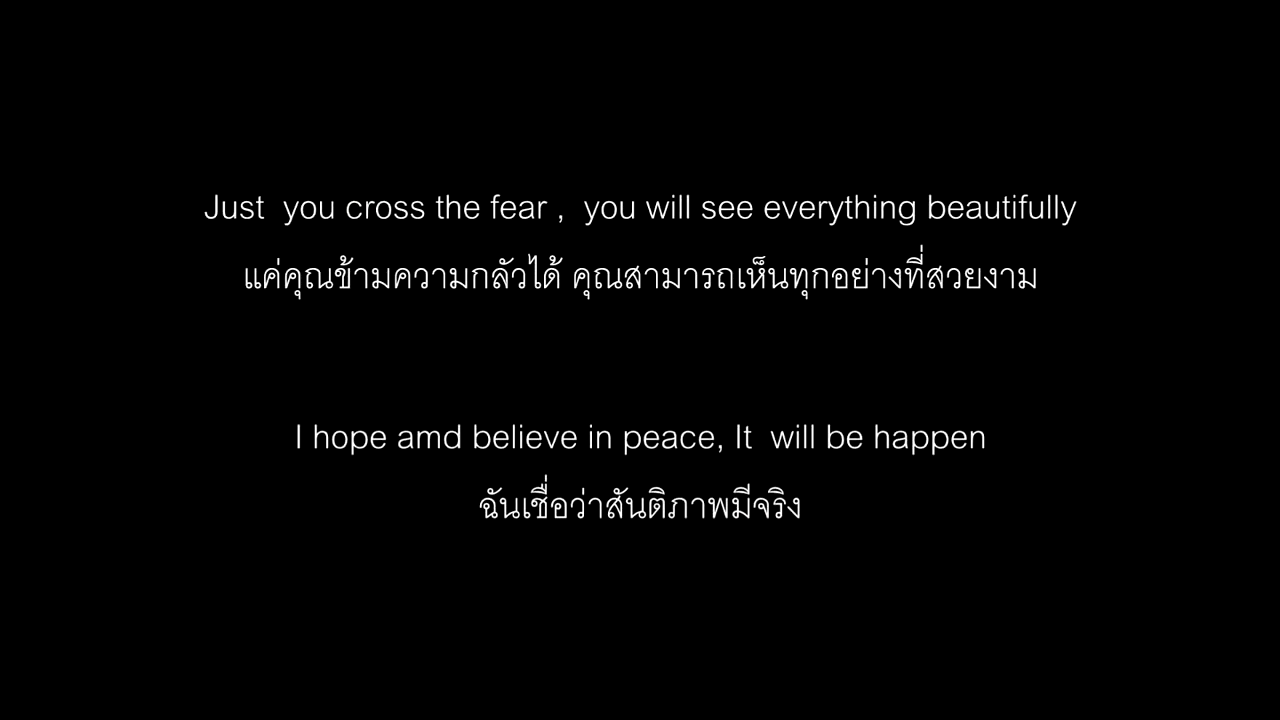 Just  you cross the fear ,  you will see everything beautifully
แค่คุณข้ามความกลัวได้ คุณสามารถเห็นทุกอย่างที่สวยงาม
I hope amd believe in peace, It  will be happen
ฉันเชื่อว่าสันติภาพมีจริง